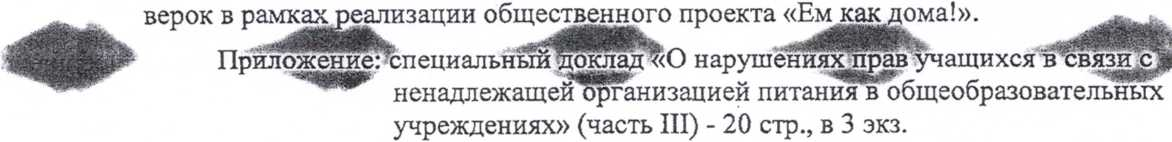 верок в рамках реализации общественного проекта «Ем как дома!».
Приложение: специальный доклад «О нарушениях прав учащихся в связи с
ненадлежащей организацией питания в общеобразовательных
учреждениях» (часть III) - 20 стр., в 3 экз.